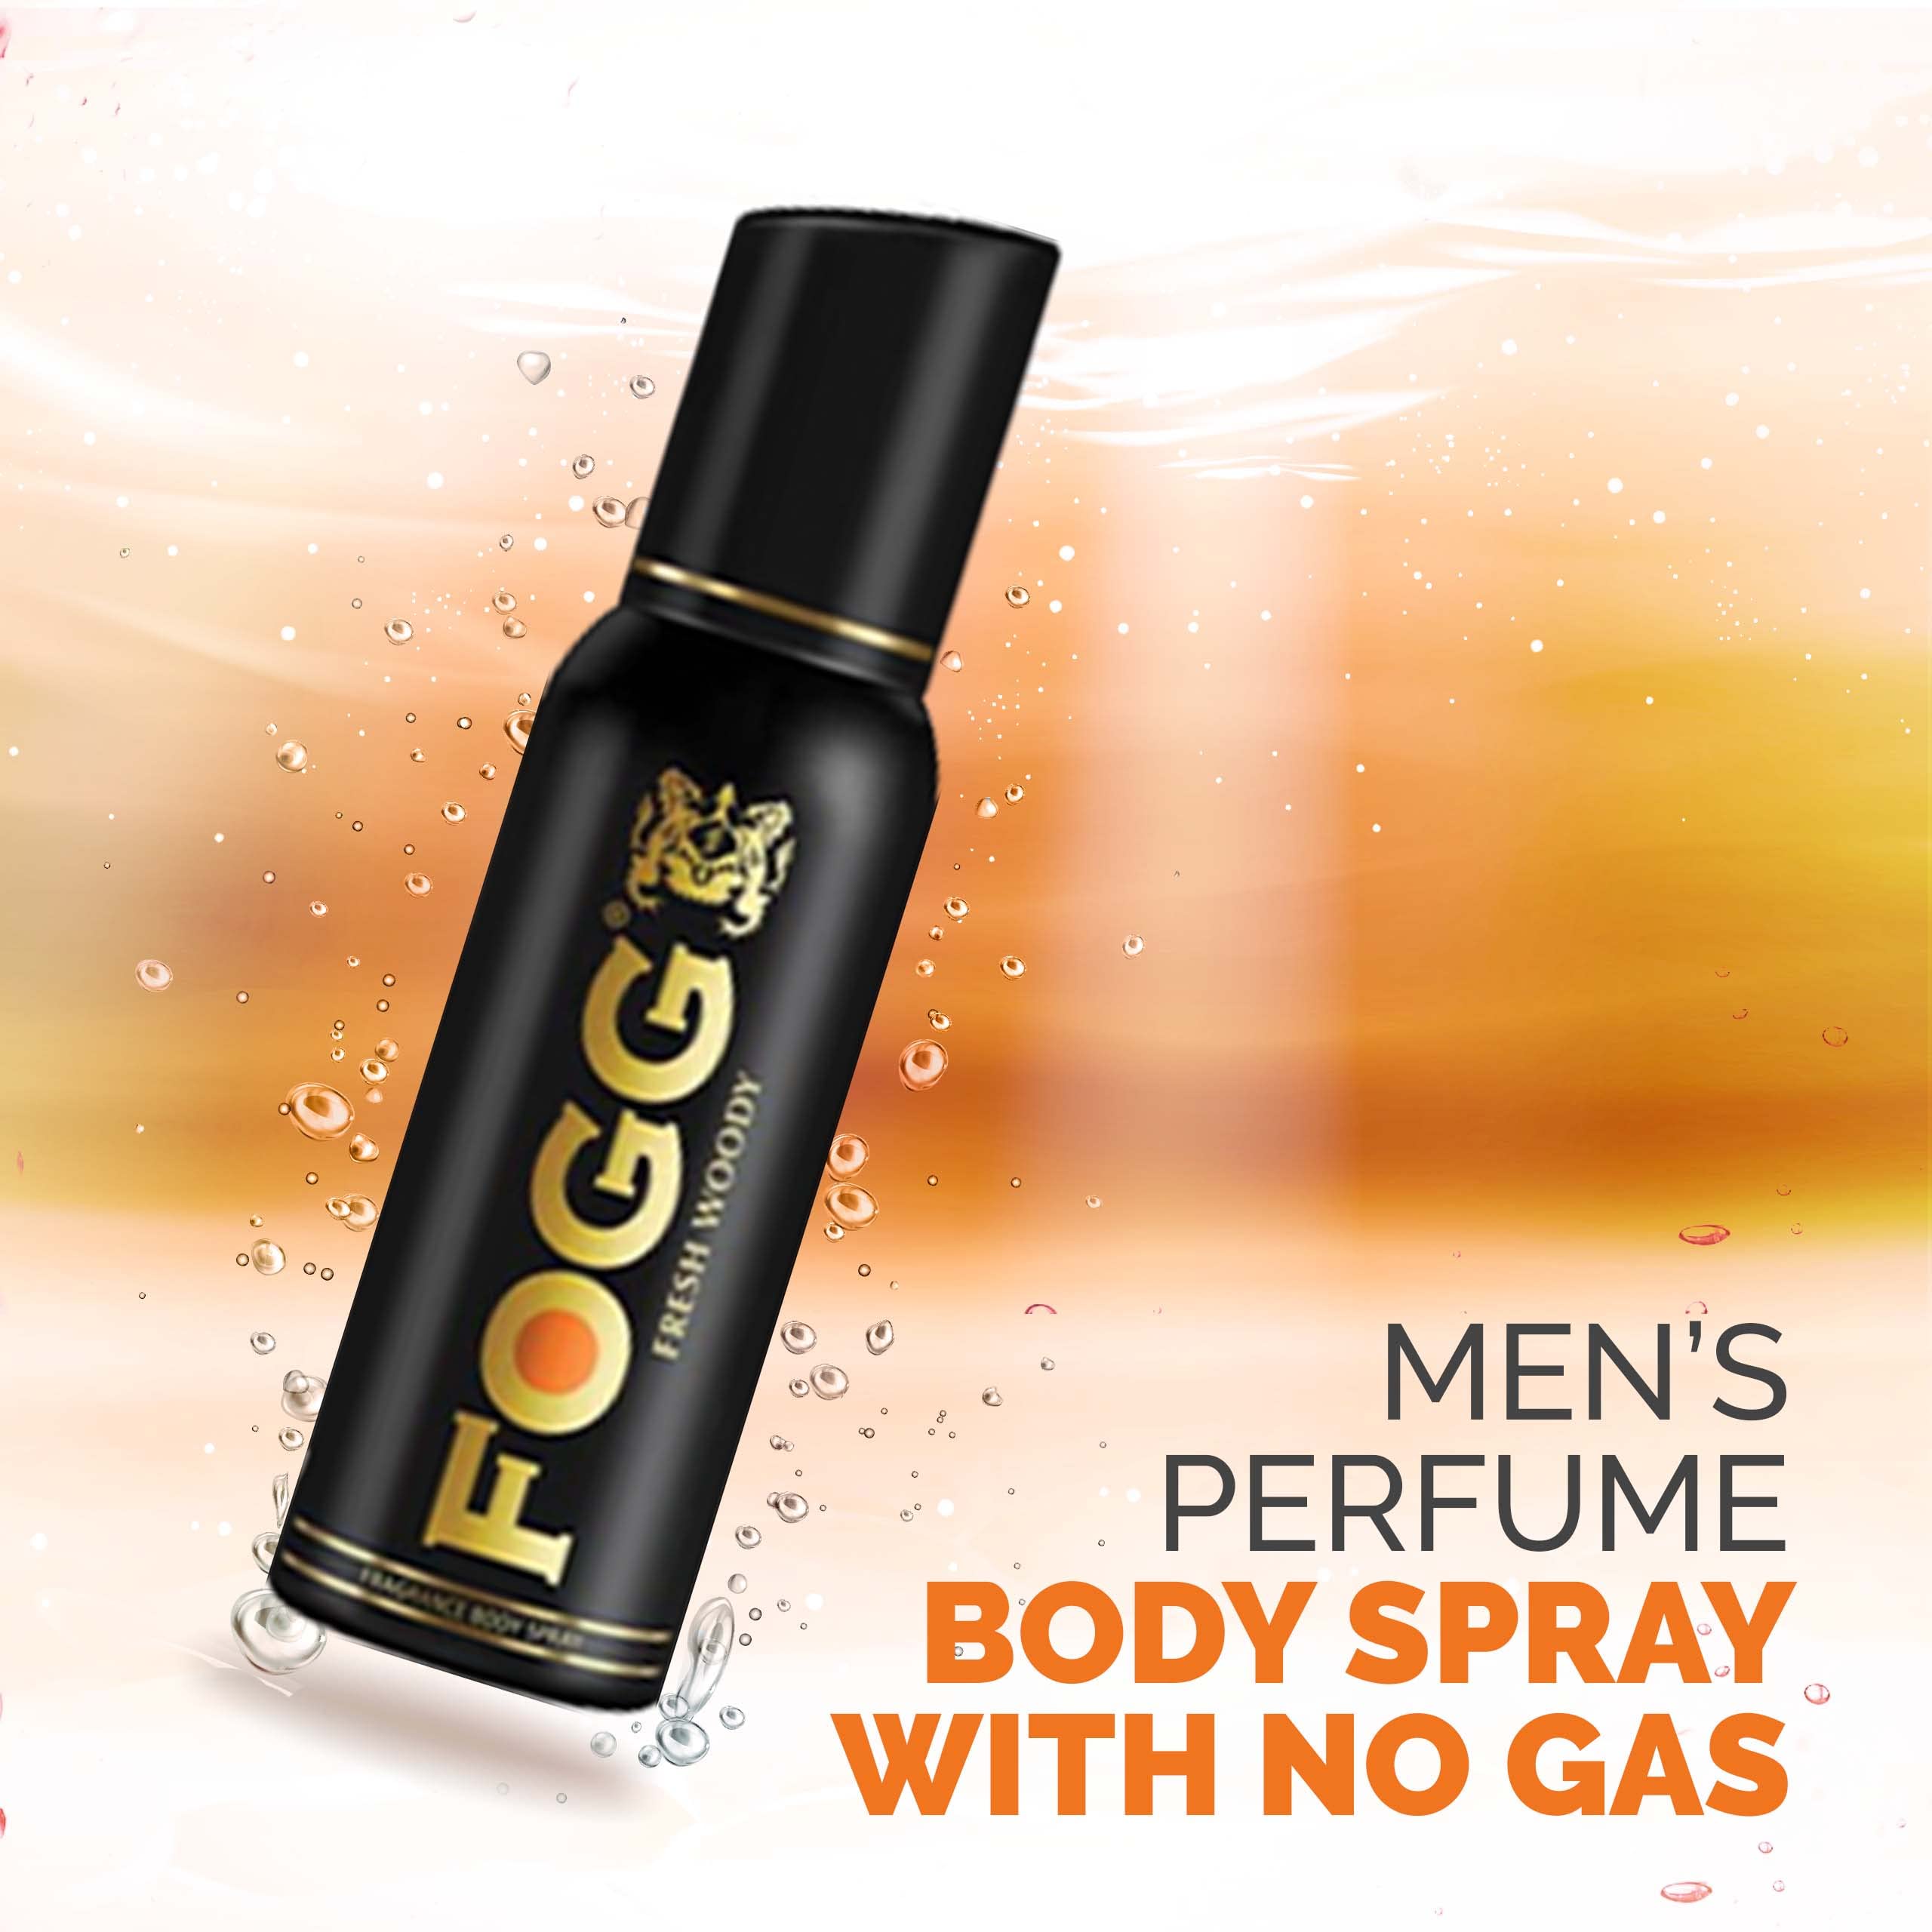 FOGG®
FRESH WOODY
FRAGRANCE BODY SPRAY
MEN'S
PERFUME
BODY SPRAY
WITH NO GAS